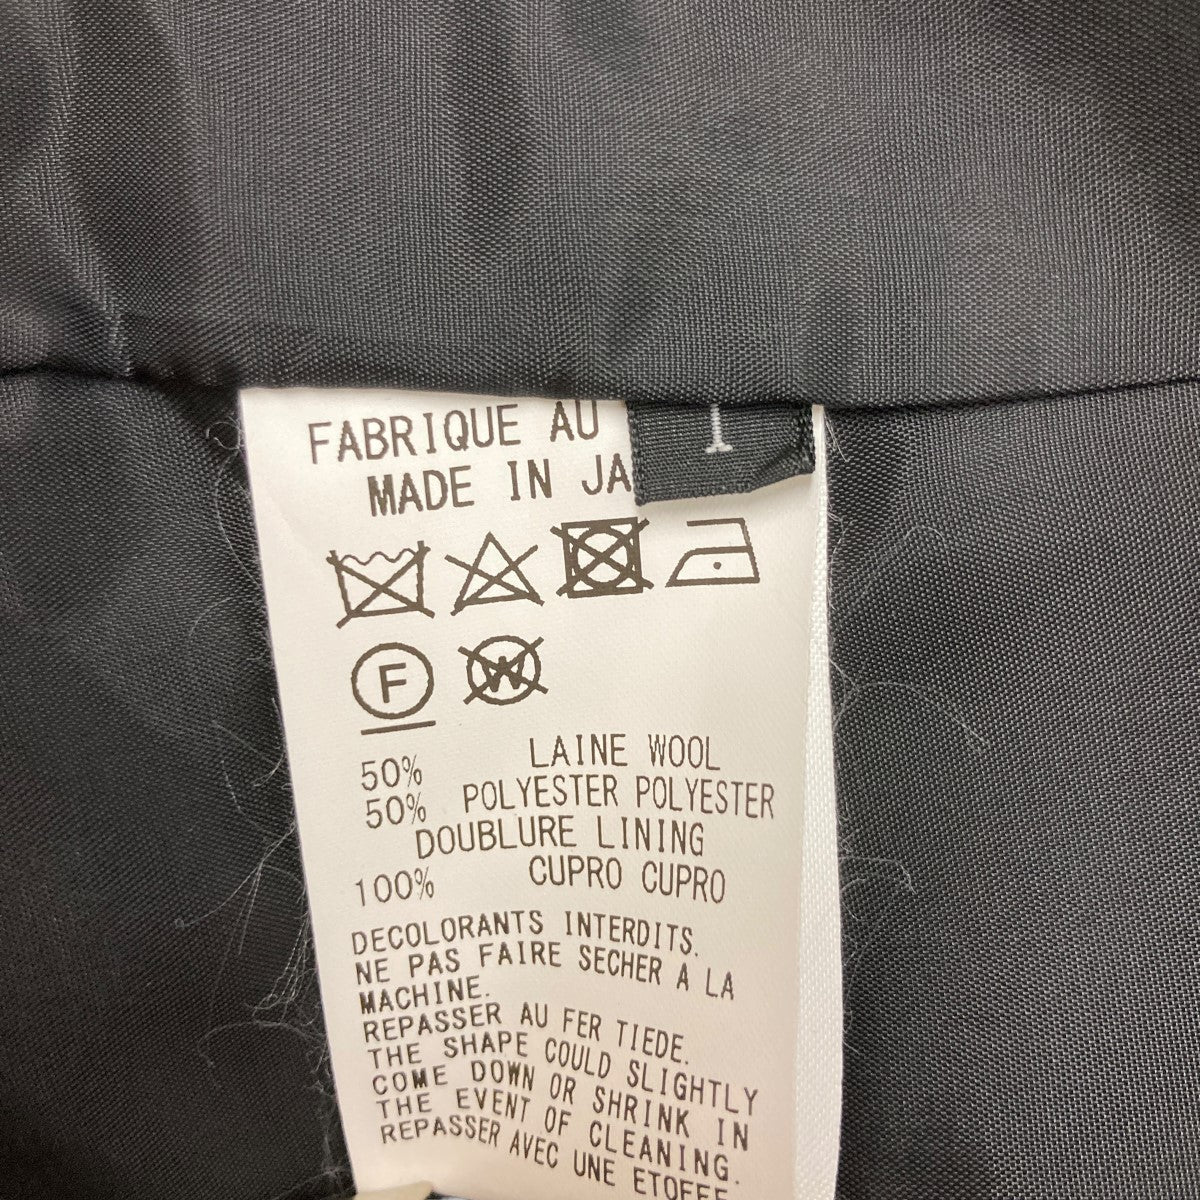 FABRIQUE AU
MADE IN JA
1
F
W
50% LAINE WOOL
50% POLYESTER POLYESTER
DOUBLURE LINING
100% CUPRO CUPRO
DECOLORANTS INTERDITS.
NE PAS FAIRE SECHER A LA
MACHINE.
REPASSER AU FER TIEDE.
THE SHAPE COULD SLIGHTLY
COME DOWN OR SHRINK IN
THE EVENT OF CLEANING.
REPASSER AVEC UNE ETOFFE